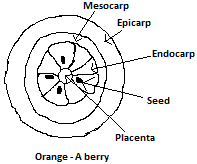 Mesocarp
Epicarp
Endocarp
Seed
Placenta
Orange - A berry